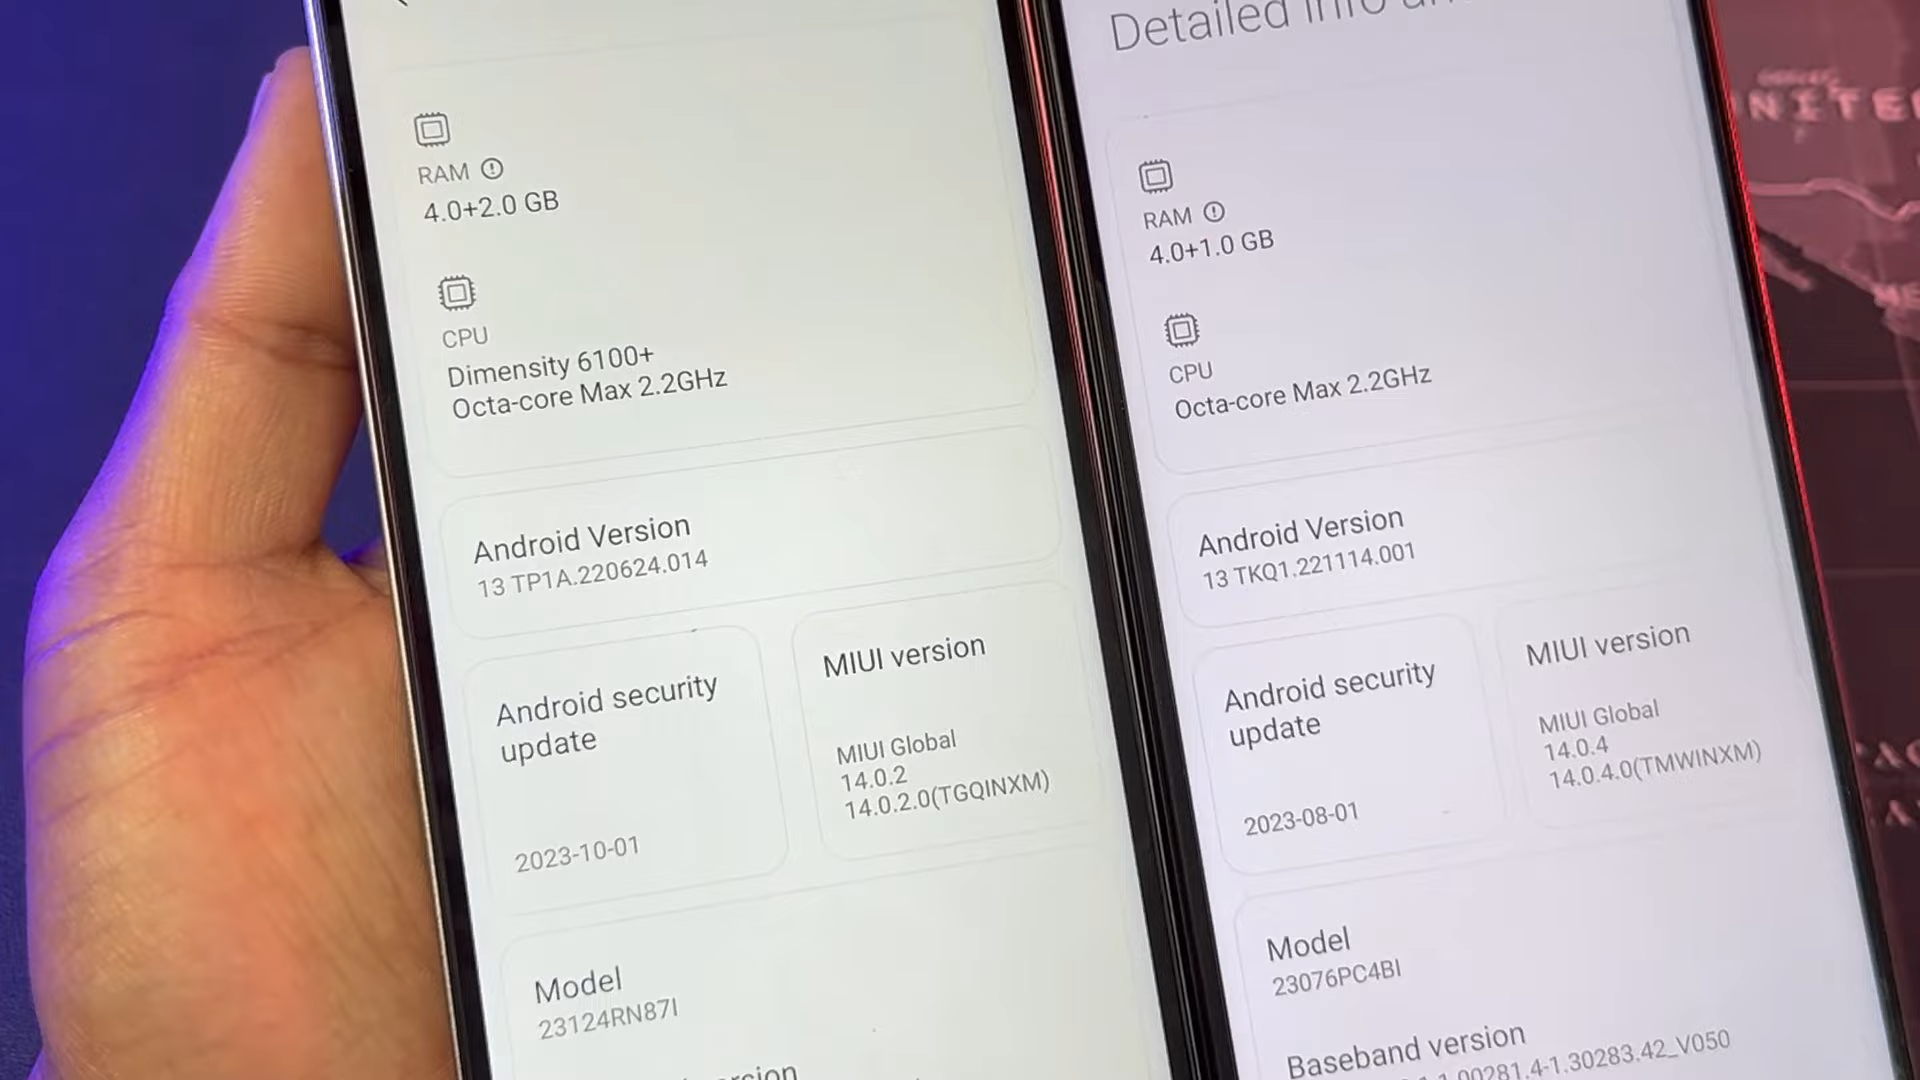 RAM
4.0+2.0 GB
CPU
Dimensity 6100+
Octa-core Max 2.2GHz
Android Version
13 TP1A.220624.014
Android security
update
2023-10-01
MIUI version
MIUI Global
14.0.2
14.0.2.0(TGQINXM)
Model
23124RN87I
Detailed
RAM
4.0+1.0 GB
CPU
Octa-core Max 2.2GHz
Android Version
13 TKQ1.221114.001
Android security
update
2023-08-01
MIUI version
MIUI Global
14.0.4
14.0.4.0(TMWINXM)
Model
23076PC4BI
Baseband version